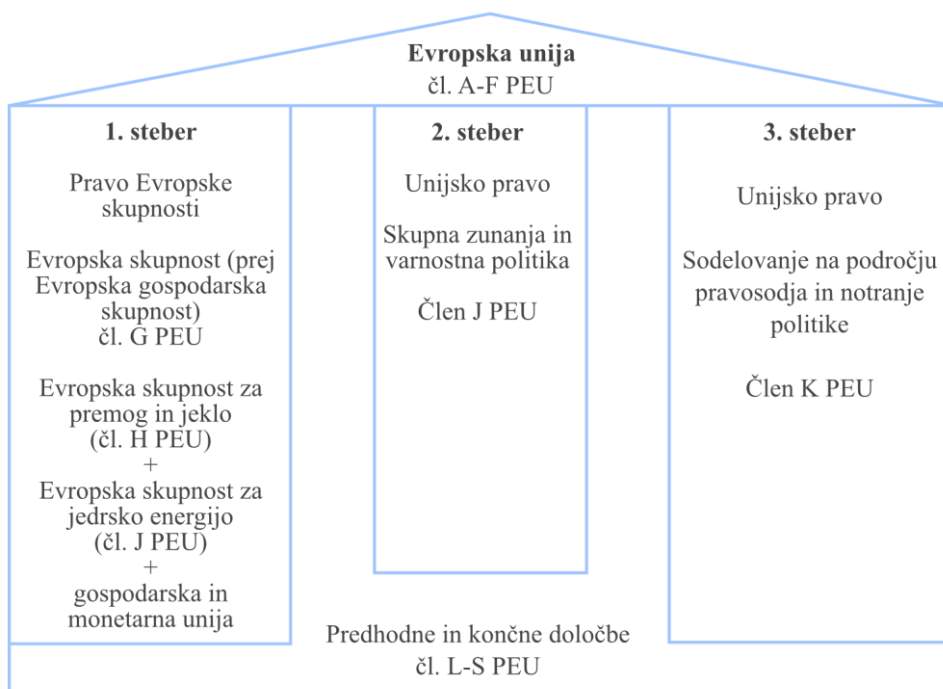 Evropska unija
čl. A-F PEU
1. steber
Pravo Evropske
skupnosti
Evropska skupnost (prej
Evropska gospodarska
skupnost)
čl. G PEU
Evropska skupnost za
premog in jeklo
(čl. H PEU)
+
Evropska skupnost za
jedrsko energijo
(čl. J PEU)
+
gospodarska in
monetarna unija
2. steber
Unijsko pravo
Skupna zunanja in
varnostna politika
Člen J PEU
3. steber
Unijsko pravo
Sodelovanje na področju
pravosodja in notranje
politike
Člen K PEU
Predhodne in končne določbe
čl. L-S PEU